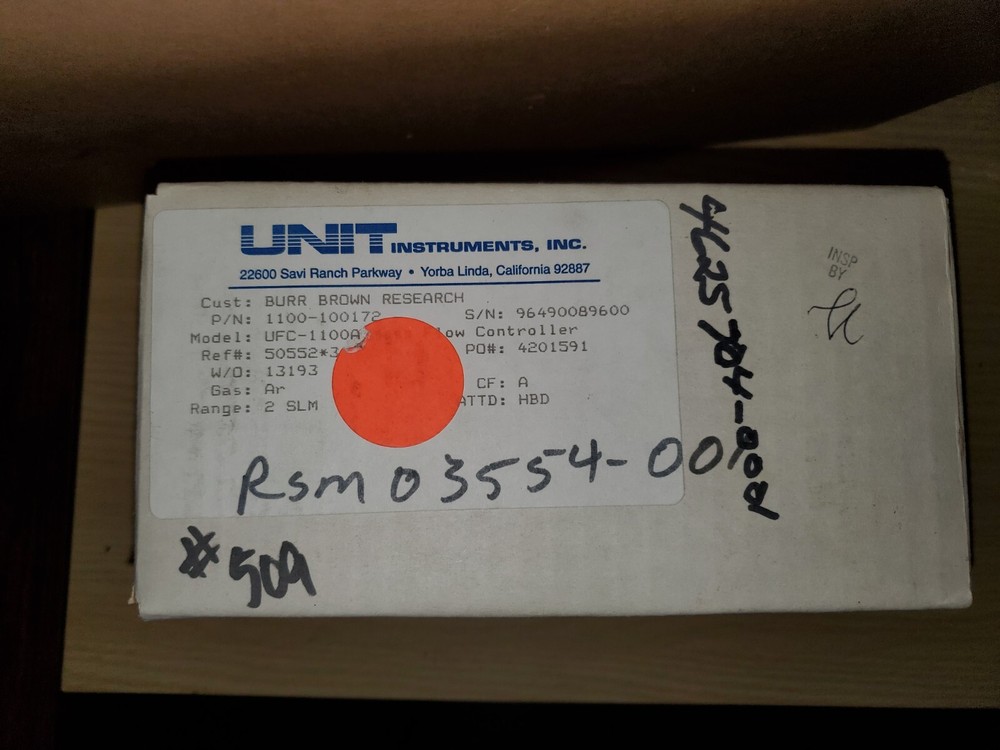 UNIT INSTRUMENTS, INC.
22600 Savi Ranch Parkway • Yorba Linda, California 92887
Cust: BURR BROWN RESEARCH
P/N: 1100-100172 S/N: 96490089600
Model: UFC-1100A Controller
Ref#: 50552*3 PO#: 4201591
W/O: 13193
Gas: Ar CF: A
Range: 2 SLM ATTD: HBD
Rsm 03554-00
#509
INSP
BY